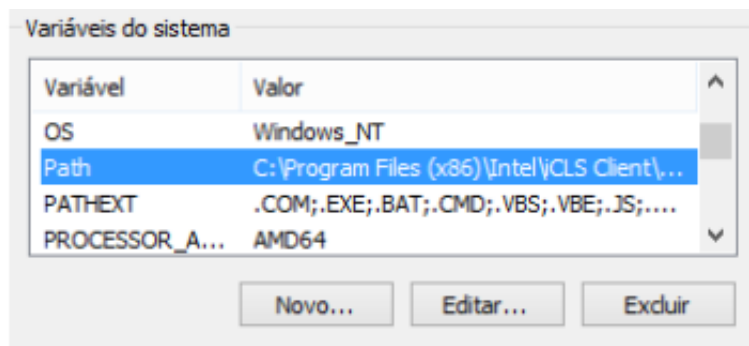 Variáveis do sistema
Variável Valor
OS Windows_NT
Path C:\Program Files (x86)\Intel\iCLS Client\...
PATHEXT .COM;.EXE;.BAT;.CMD;.VBS;.VBE;.JS;....
PROCESSOR_A... AMD64
Novo... Editar... Excluir